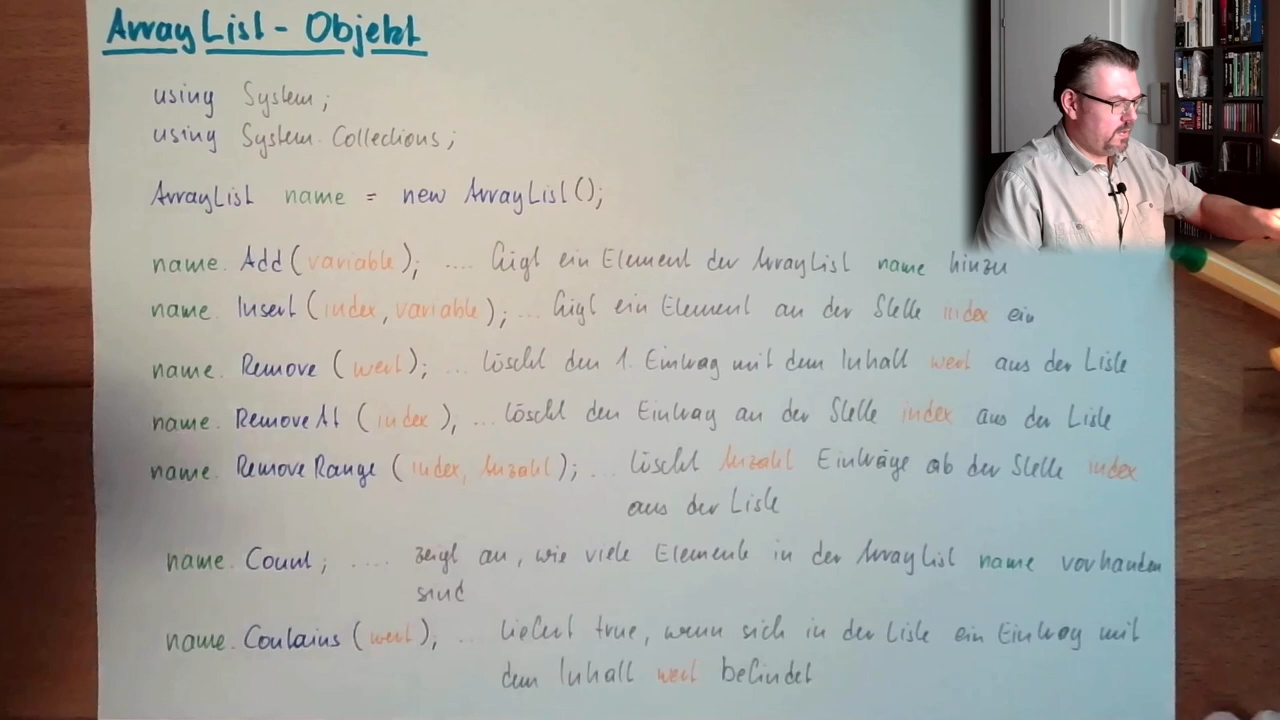 ArrayList - Objekt
using System;
using System.Collections;
ArrayList name = new ArrayList();
name. Add (variable); .... fügt ein Element der ArrayList name hinzu
name. Insert (index, variable); ... fügt ein Element an der Stelle index ein
name. Remove (wert); ... löscht den 1. Eintrag mit dem Inhalt wert aus der Liste
name. RemoveAt (index); ... löscht den Eintrag an der Stelle index aus der Liste
name. RemoveRange (index, Anzahl); ... löscht Anzahl Einträge ab der Stelle index
aus der Liste
name. Count; .... zeigt an, wie viele Elemente in der ArrayList name vorhanden
sind
name. Contains (wert); ... liefert true, wenn sich in der Liste ein Eintrag mit
dem Inhalt wert befindet